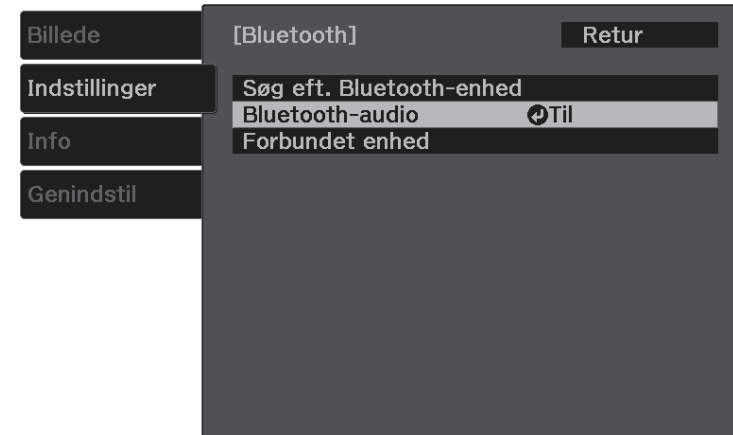 Billede
Indstillinger
Info
Genindstil
[Bluetooth] Retur
Søg eft. Bluetooth-enhed
Bluetooth-audio Til
Forbundet enhed